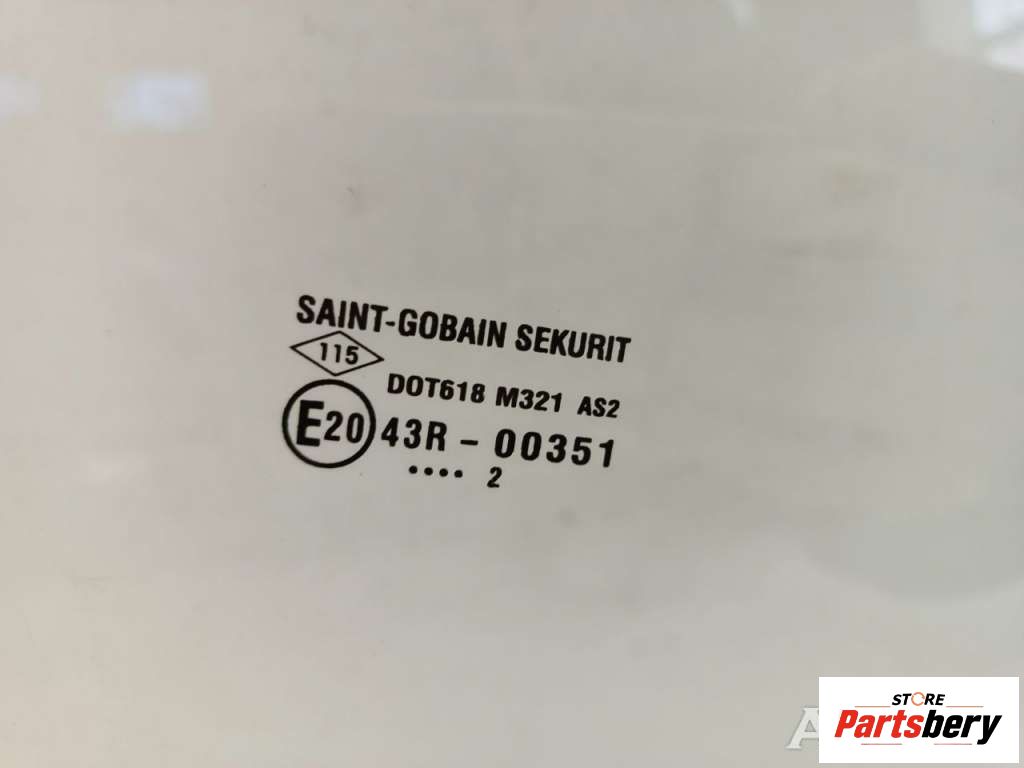 SAINT-GOBAIN SEKURIT
115
DOT618 M321 AS2
E20 43R - 00351
•••• 2
STORE
Partsbery